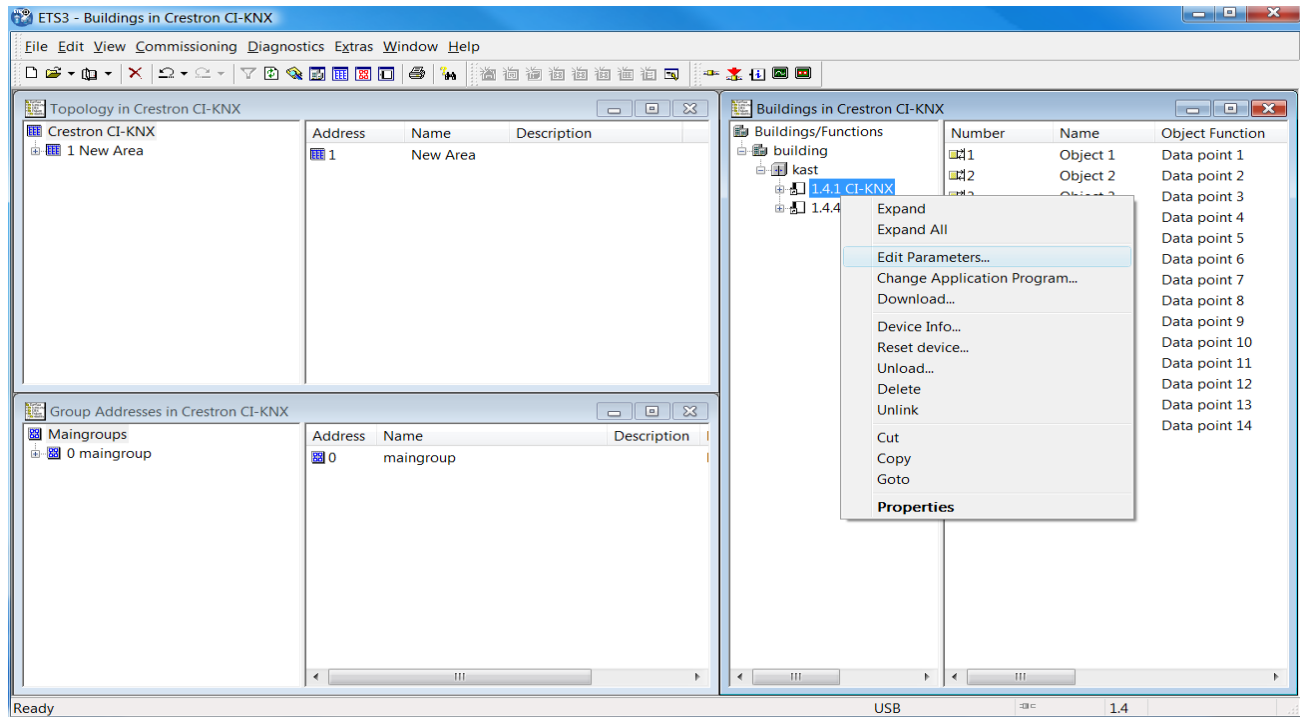 ETS3 - Buildings in Crestron CI-KNX
File Edit View Commissioning Diagnostics Extras Window Help
Topology in Crestron CI-KNX
Crestron CI-KNX
1 New Area
Address Name Description
1 New Area
Group Addresses in Crestron CI-KNX
Maingroups
0 maingroup
Address Name Description
0 maingroup
Buildings in Crestron CI-KNX
Buildings/Functions
building
kast
1.4.1 CI-KNX
1.4.4
Number Name Object Function
1 Object 1 Data point 1
2 Object 2 Data point 2
Data point 3
Data point 4
Data point 5
Data point 6
Data point 7
Data point 8
Data point 9
Data point 10
Data point 11
Data point 12
Data point 13
Data point 14
Expand
Expand All
Edit Parameters...
Change Application Program...
Download...
Device Info...
Reset device...
Unload...
Delete
Unlink
Cut
Copy
Goto
Properties
Ready USB 1.4